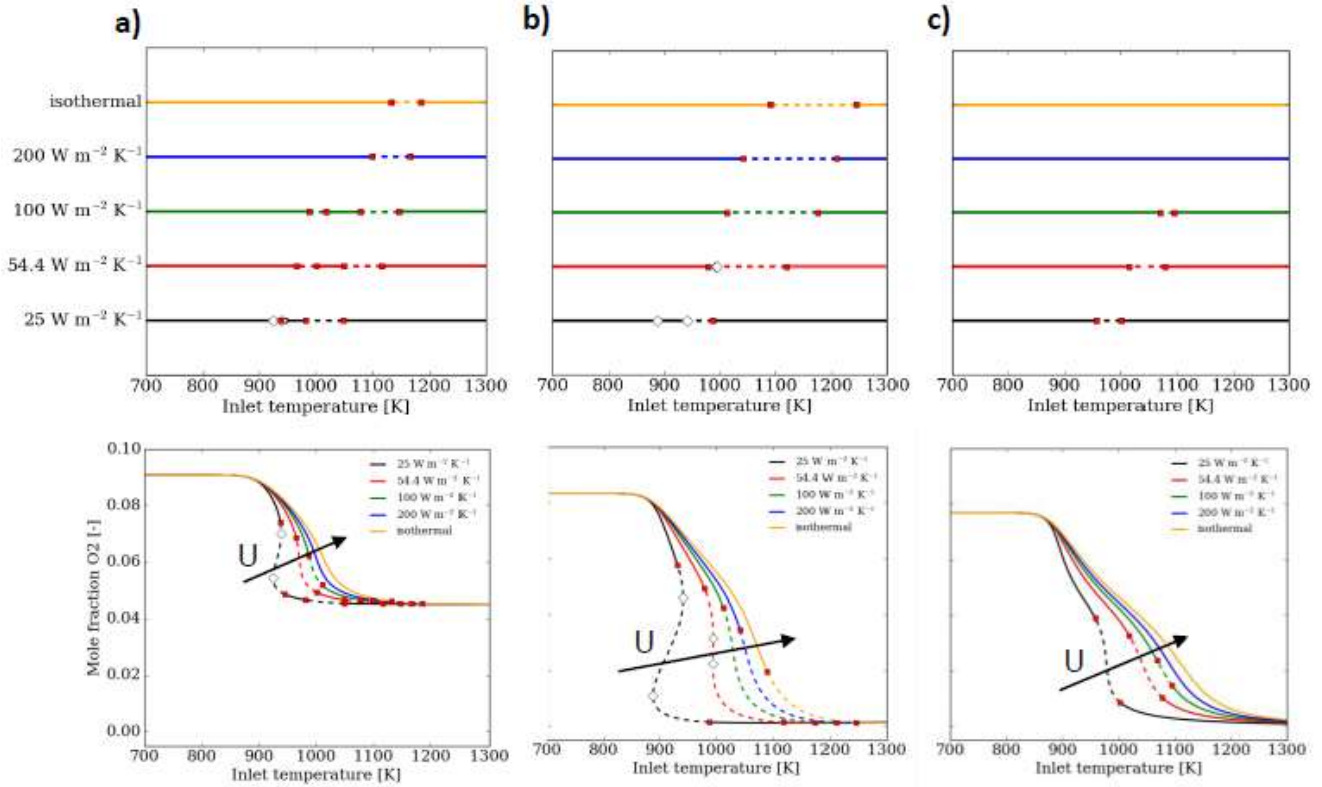 a)
b)
c)
isothermal
200 W m⁻² K⁻¹
100 W m⁻² K⁻¹
54.4 W m⁻² K⁻¹
25 W m⁻² K⁻¹
700 800 900 1000 1100 1200 1300
Inlet temperature [K]
700 800 900 1000 1100 1200 1300
Inlet temperature [K]
700 800 900 1000 1100 1200 1300
Inlet temperature [K]
Mole fraction O2 [-]
0.10
0.08
0.06
0.04
0.02
0.00
25 W m⁻² K⁻¹
54.4 W m⁻² K⁻¹
100 W m⁻² K⁻¹
200 W m⁻² K⁻¹
isothermal
U
700 800 900 1000 1100 1200 1300
Inlet temperature [K]
25 W m⁻² K⁻¹
54.4 W m⁻² K⁻¹
100 W m⁻² K⁻¹
200 W m⁻² K⁻¹
isothermal
U
700 800 900 1000 1100 1200 1300
Inlet temperature [K]
25 W m⁻² K⁻¹
54.4 W m⁻² K⁻¹
100 W m⁻² K⁻¹
200 W m⁻² K⁻¹
isothermal
U
700 800 900 1000 1100 1200 1300
Inlet temperature [K]